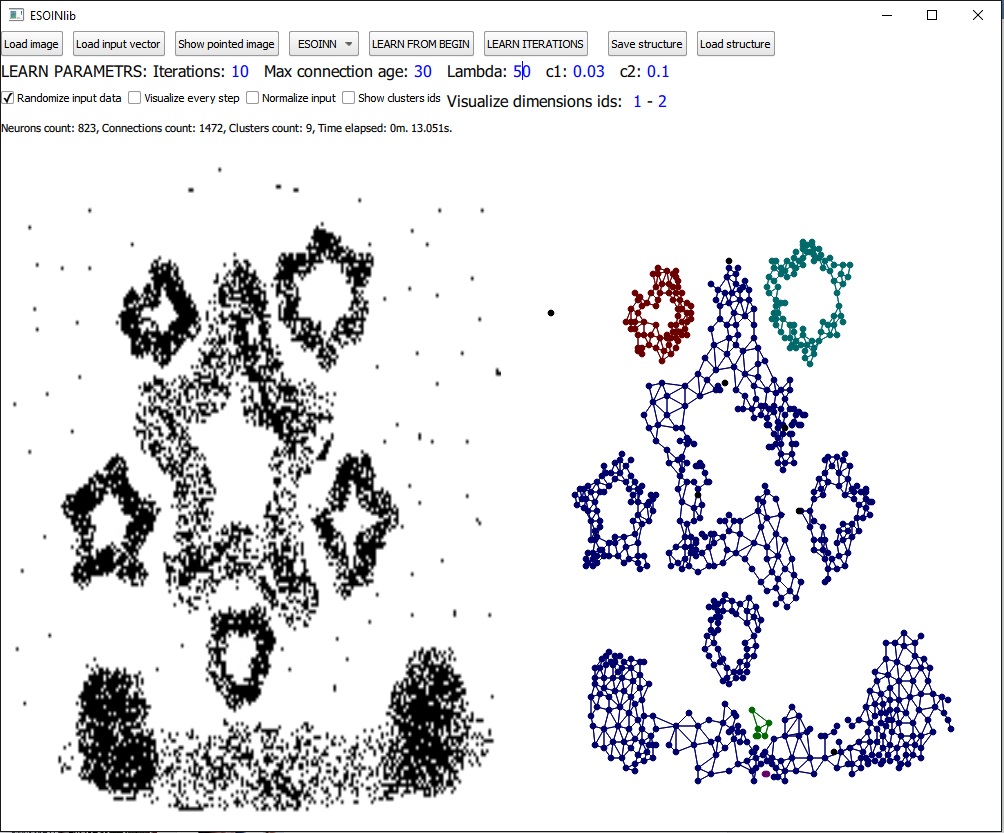 ESOINlib
Load image Load input vector Show pointed image ESOINN LEARN FROM BEGIN LEARN ITERATIONS Save structure Load structure
LEARN PARAMETRS: Iterations: 10 Max connection age: 30 Lambda: 50 c1: 0.03 c2: 0.1
Randomize input data Visualize every step Normalize input Show clusters ids Visualize dimensions ids: 1 - 2
Neurons count: 823, Connections count: 1472, Clusters count: 9, Time elapsed: 0m. 13.051s.